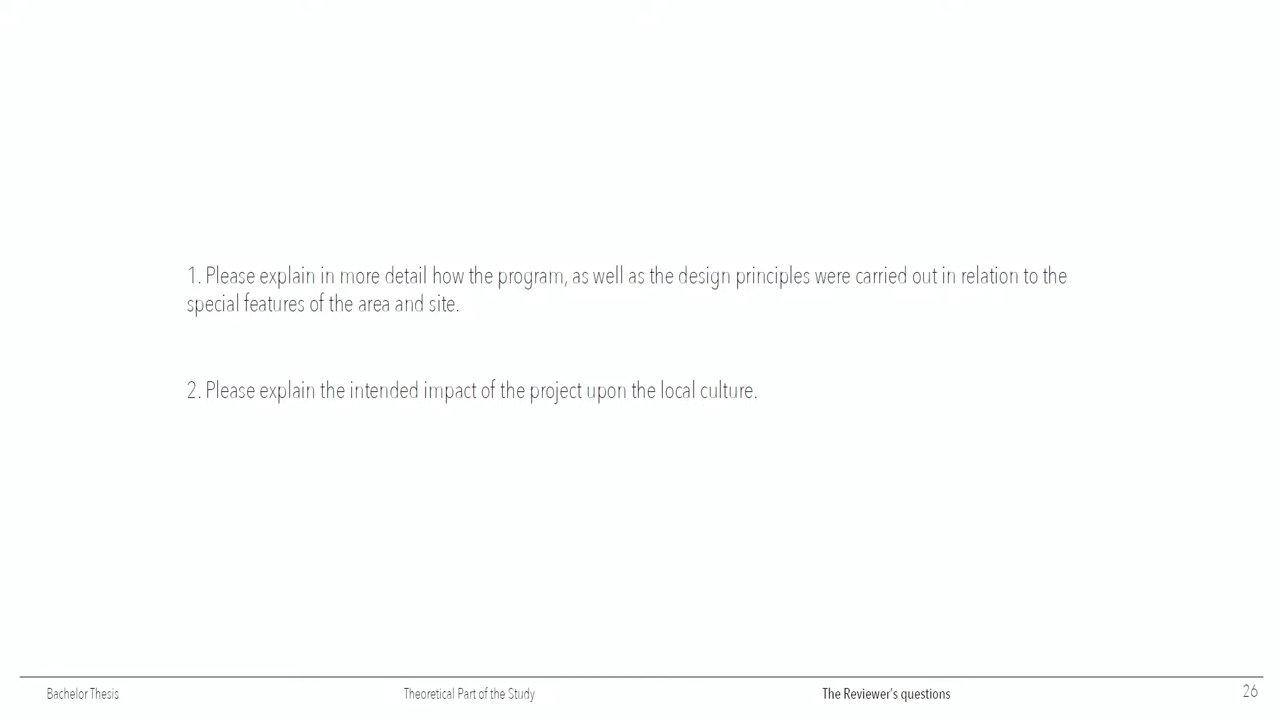 1. Please explain in more detail how the program, as well as the design principles were carried out in relation to the
special features of the area and site.
2. Please explain the intended impact of the project upon the local culture.
Bachelor Thesis
Theoretical Part of the Study
The Reviewer's questions
26